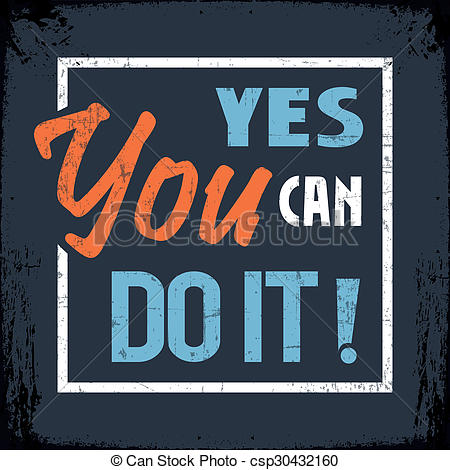 YES
You CAN
DO IT!
© Can Stock Photo - csp30432160